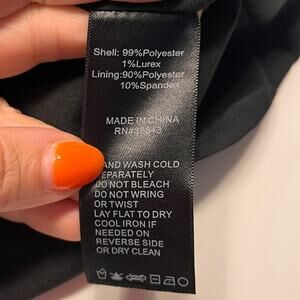 Shell: 99%Polyester
1%Lurex
Lining:90%Polyester
10%Spandex
MADE IN CHINA
AND WASH COLD
EPARATELY
DO NOT BLEACH
DO NOT WRING
OR TWIST
LAY FLAT TO DRY
COOL IRON IF
NEEDED ON
REVERSE SIDE
OR DRY CLEAN